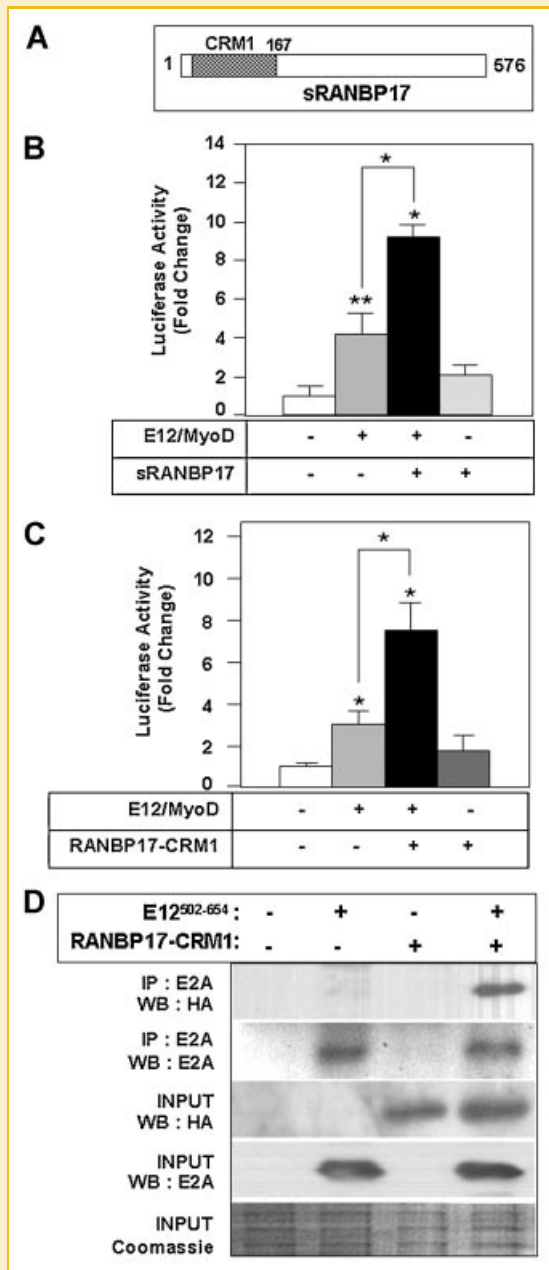 A
CRM1 167
1 576
sRANBP17
B
14
12
10
8
6
4
2
0
Luciferase Activity
(Fold Change)
*
**
*
E12/MyoD - + + -
sRANBP17 - - + +
C
12
10
8
6
4
2
0
Luciferase Activity
(Fold Change)
*
*
*
E12/MyoD - + + -
RANBP17-CRM1 - - + +
D
E12⁵⁰²⁻⁶⁵⁴ : - + - +
RANBP17-CRM1: - - + +
IP : E2A
WB : HA
IP : E2A
WB : E2A
INPUT
WB : HA
INPUT
WB : E2A
INPUT
Coomassie